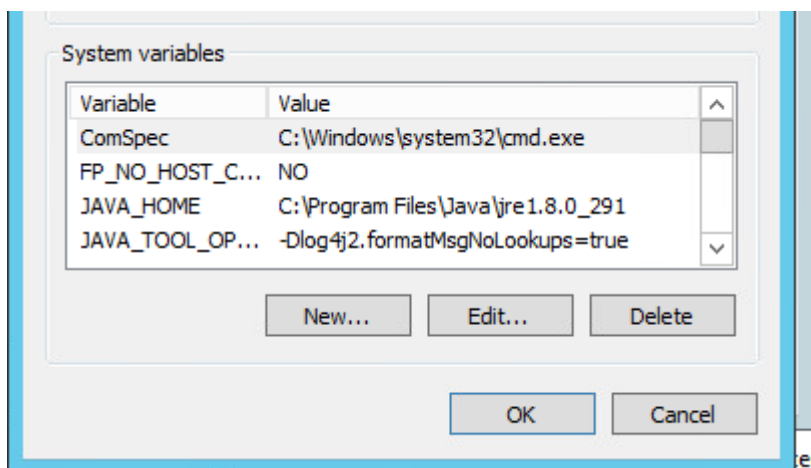 System variables
Variable Value
ComSpec C:\Windows\system32\cmd.exe
FP_NO_HOST_C... NO
JAVA_HOME C:\Program Files\Java\jre1.8.0_291
JAVA_TOOL_OP... -Dlog4j2.formatMsgNoLookups=true
New... Edit... Delete
OK Cancel